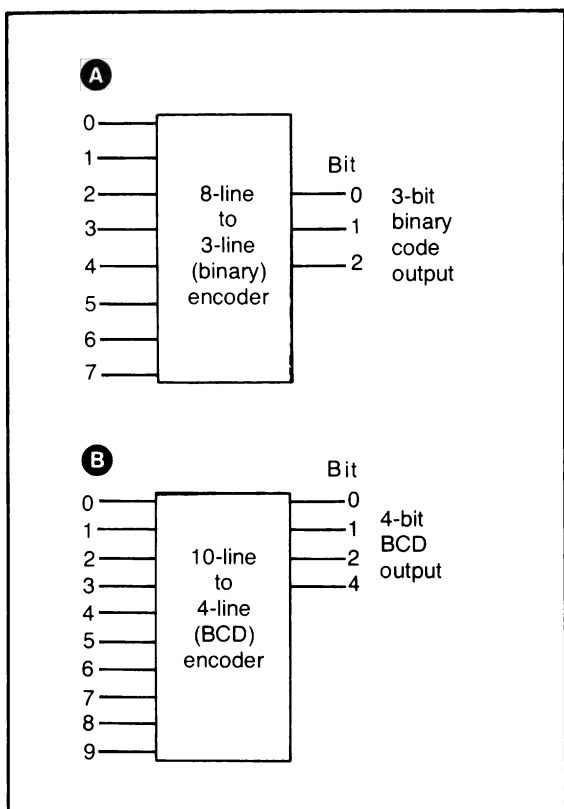 A
0
1
2
3
4
5
6
7
8-line
to
3-line
(binary)
encoder
Bit
0
1
2
3-bit
binary
code
output
B
0
1
2
3
4
5
6
7
8
9
10-line
to
4-line
(BCD)
encoder
Bit
0
1
2
4
4-bit
BCD
output